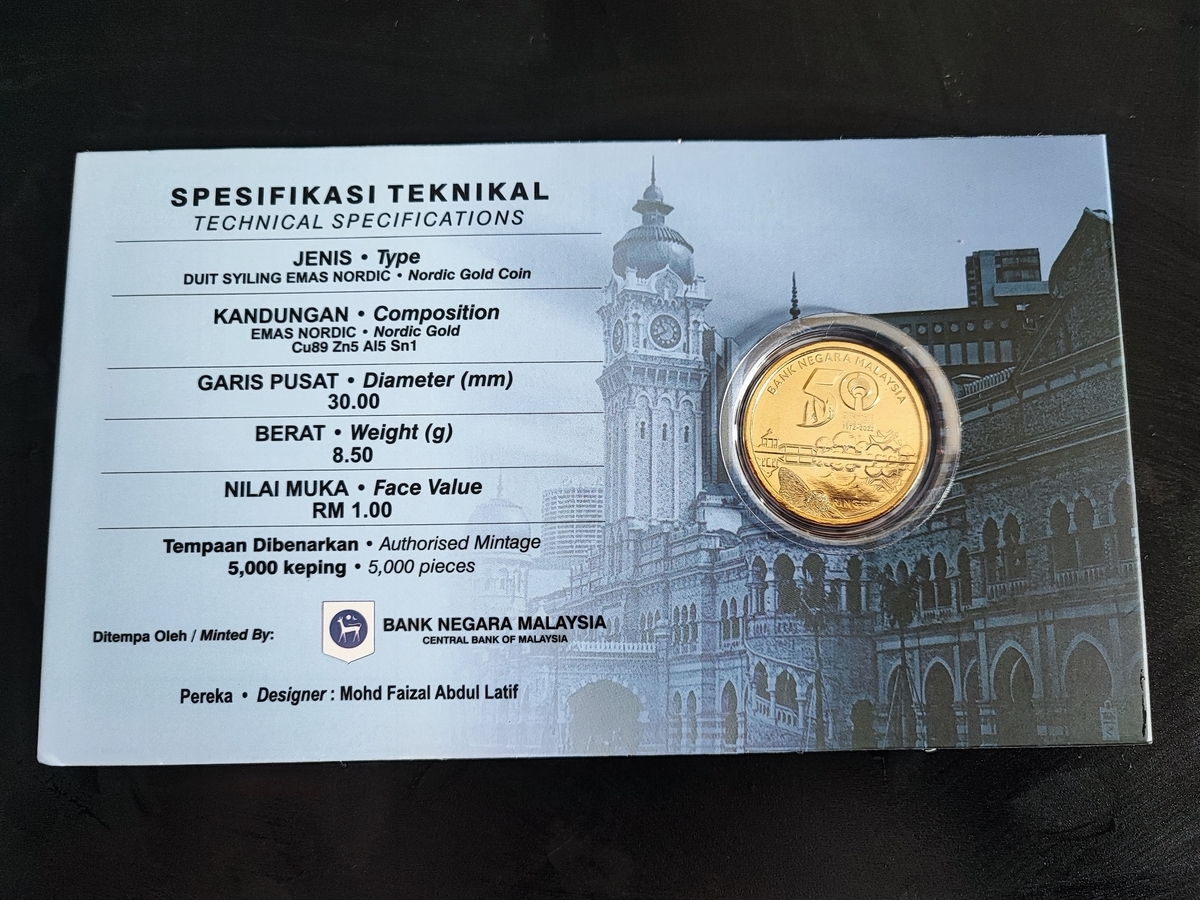 SPESIFIKASI TEKNIKAL
TECHNICAL SPECIFICATIONS
JENIS • Type
DUIT SYILING EMAS NORDIC • Nordic Gold Coin
KANDUNGAN • Composition
EMAS NORDIC • Nordic Gold
Cu89 Zn5 Al5 Sn1
GARIS PUSAT • Diameter (mm)
30.00
BERAT • Weight (g)
8.50
NILAI MUKA • Face Value
RM 1.00
Tempaan Dibenarkan • Authorised Mintage
5,000 keping • 5,000 pieces
Ditempa Oleh / Minted By:
BANK NEGARA MALAYSIA
CENTRAL BANK OF MALAYSIA
Pereka • Designer : Mohd Faizal Abdul Latif
BANK NEGARA MALAYSIA
50
1972-2022